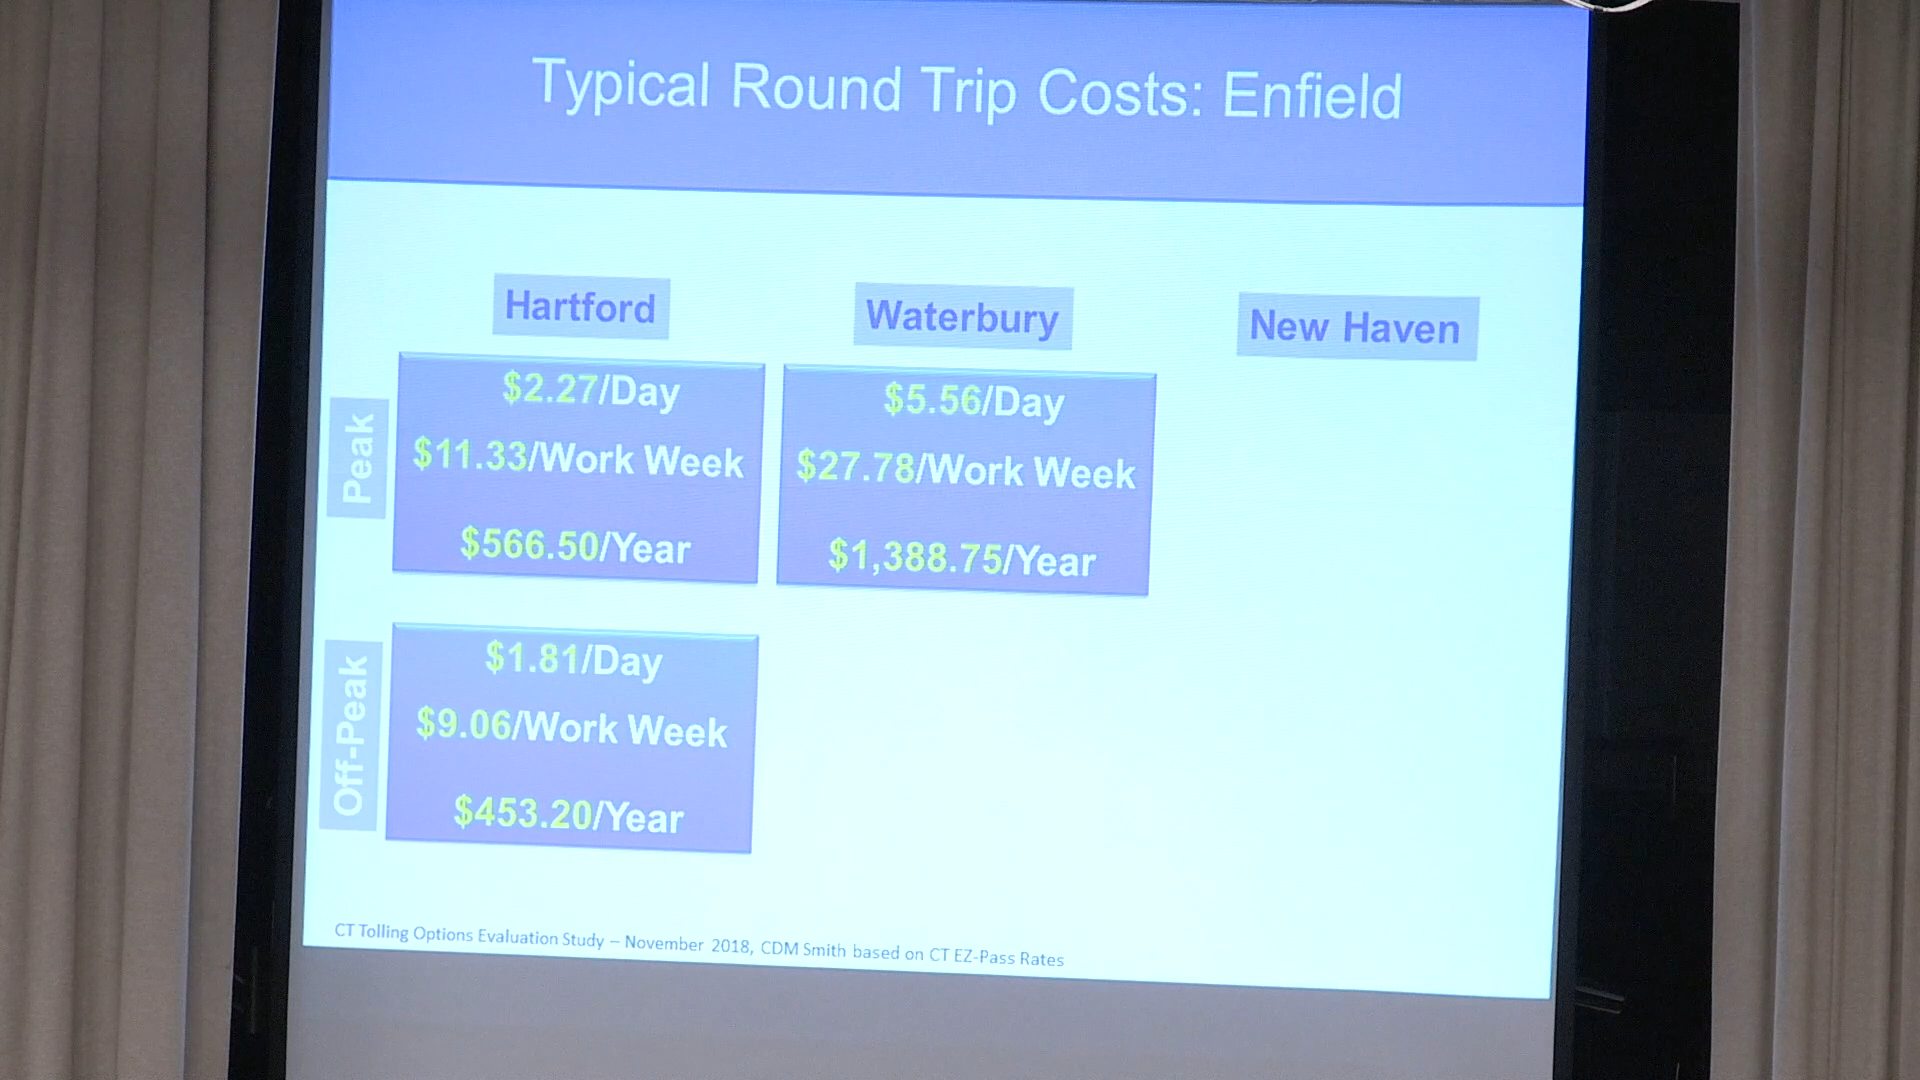 Typical Round Trip Costs: Enfield
Hartford
Waterbury
New Haven
Peak
$2.27/Day
$11.33/Work Week
$566.50/Year
$5.56/Day
$27.78/Work Week
$1,388.75/Year
Off-Peak
$1.81/Day
$9.06/Work Week
$453.20/Year
CT Tolling Options Evaluation Study – November 2018, CDM Smith based on CT EZ-Pass Rates